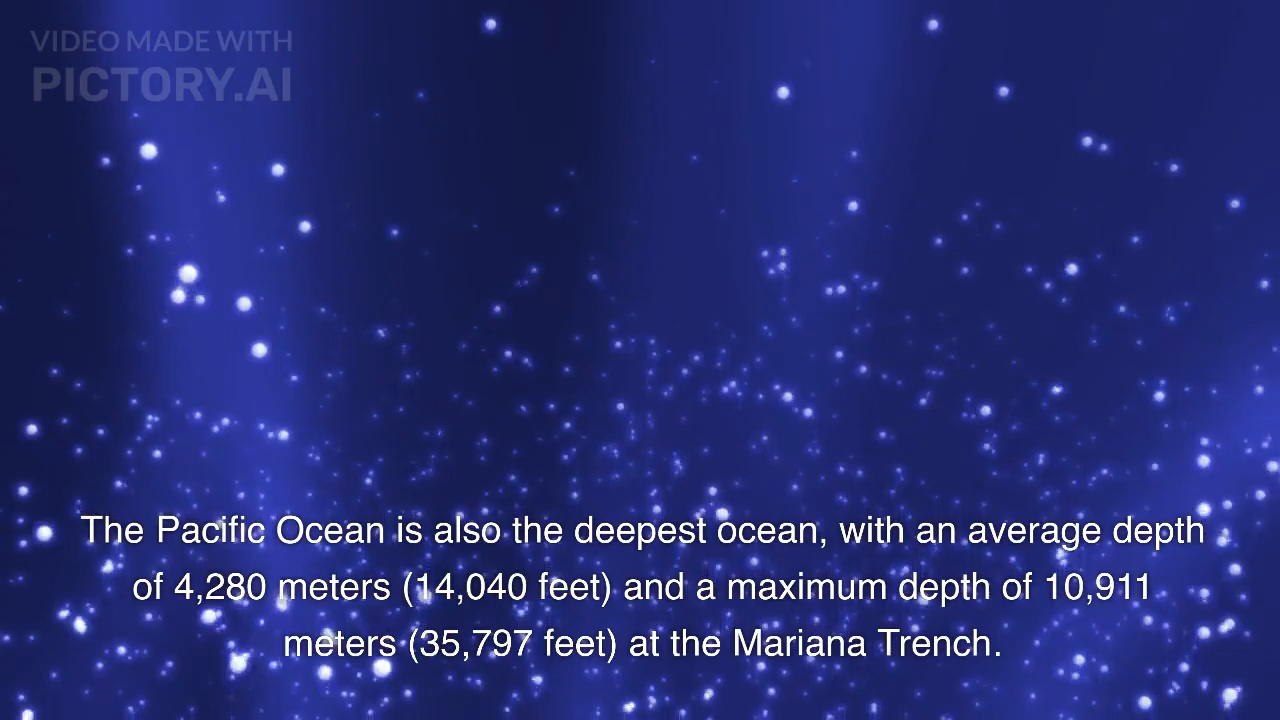 VIDEO MADE WITH
PICTORY.AI
The Pacific Ocean is also the deepest ocean, with an average depth
of 4,280 meters (14,040 feet) and a maximum depth of 10,911
meters (35,797 feet) at the Mariana Trench.